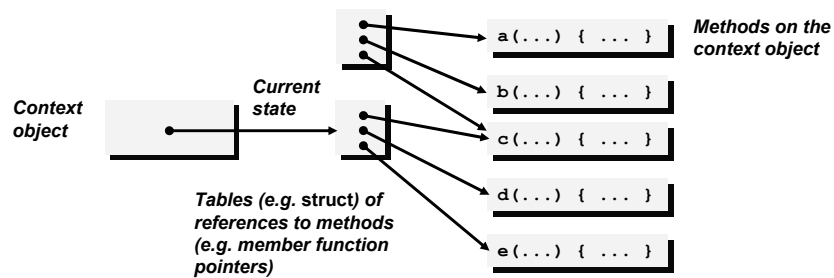 a(...) { ... }
Methods on the
context object
b(...) { ... }
Current
state
Context
object
c(...) { ... }
d(...) { ... }
Tables (e.g. struct) of
references to methods
(e.g. member function
pointers)
e(...) { ... }